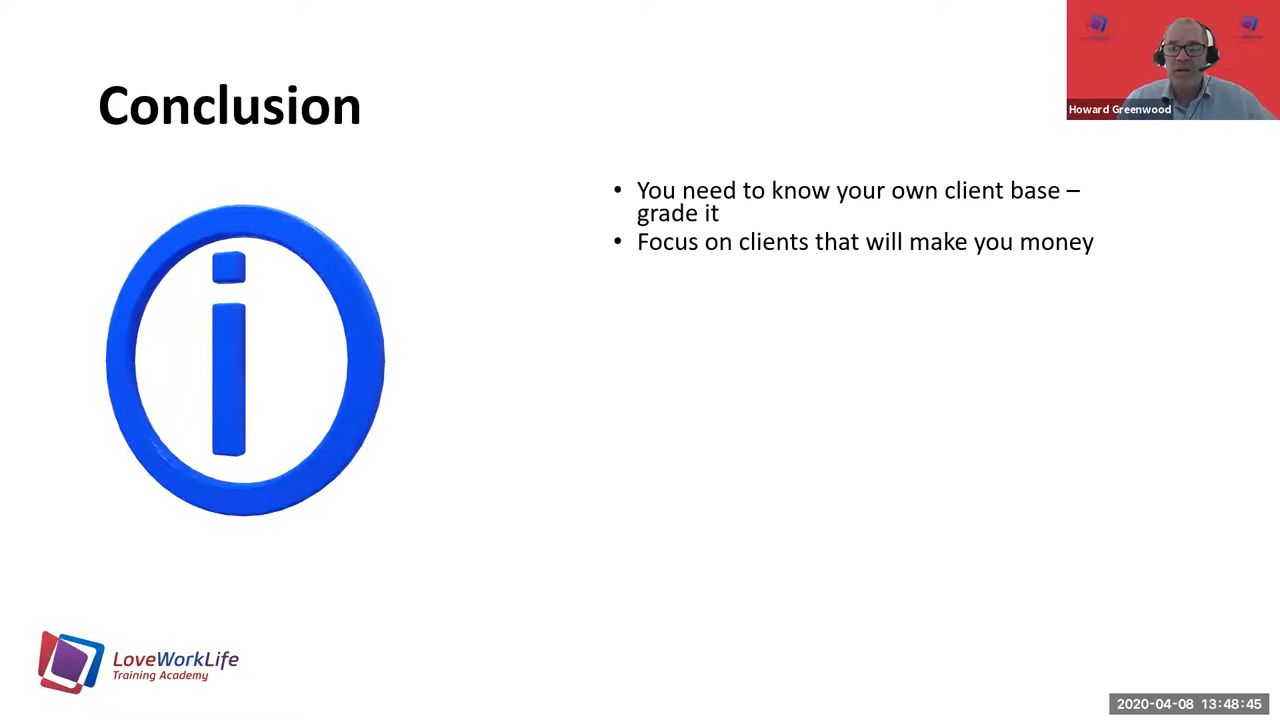 Conclusion
Howard Greenwood
• You need to know your own client base –
grade it
• Focus on clients that will make you money
LoveWorkLife
Training Academy
2020-04-08 13:48:45